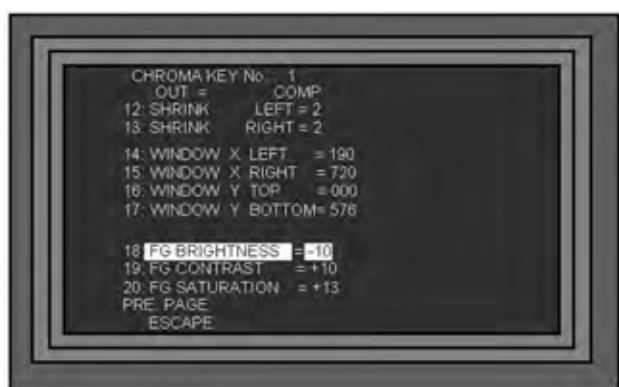 CHROMA KEY No. 1
OUT = COMP
12: SHRINK LEFT = 2
13: SHRINK RIGHT = 2
14: WINDOW X LEFT = 190
15: WINDOW X RIGHT = 720
16: WINDOW Y TOP = 000
17: WINDOW Y BOTTOM= 576
18: FG BRIGHTNESS = -10
19: FG CONTRAST = +10
20: FG SATURATION = +13
PRE. PAGE
ESCAPE